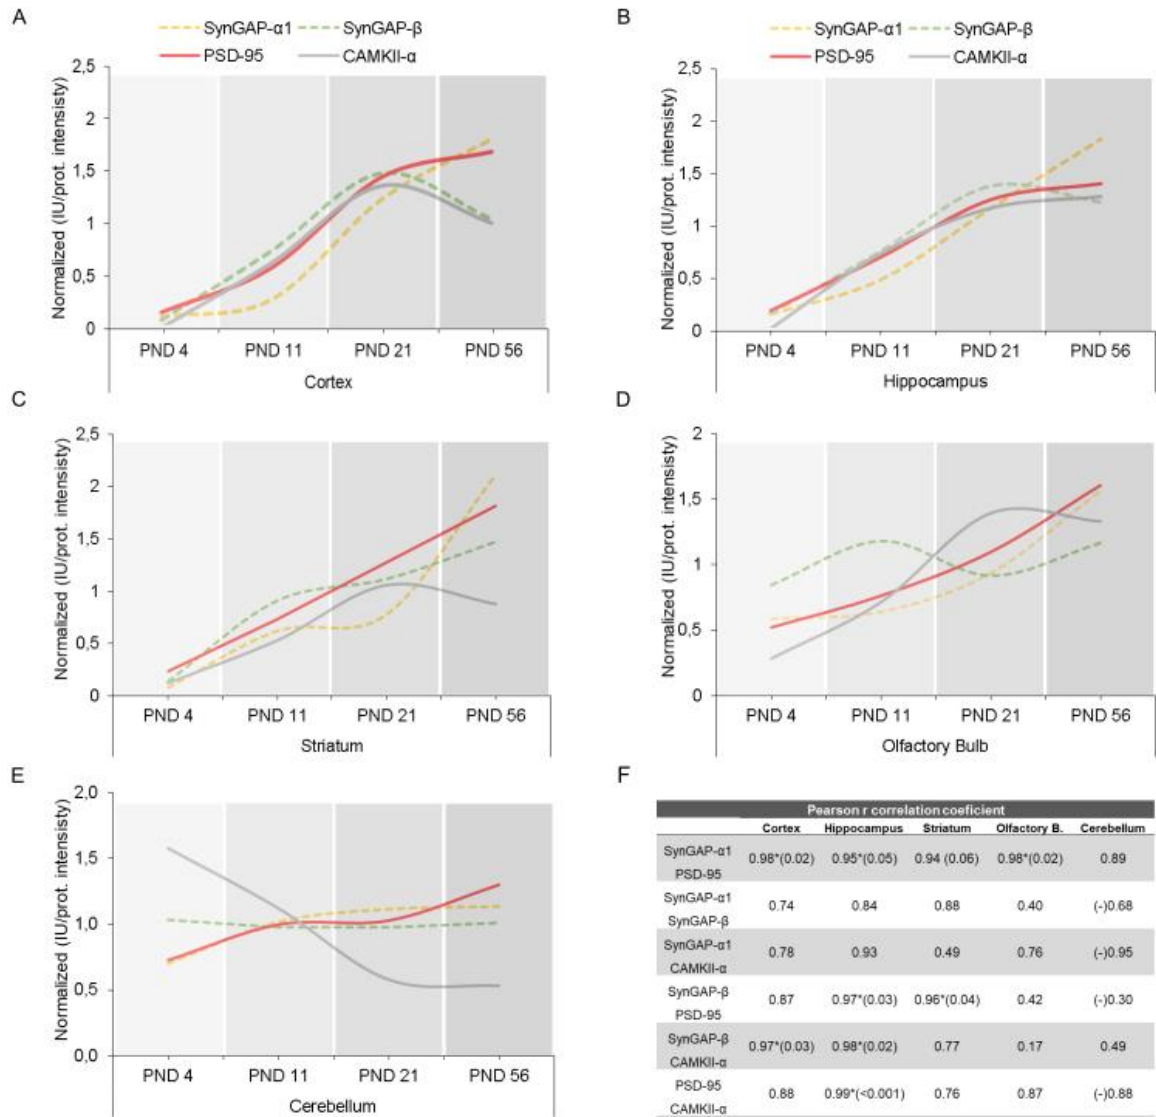 A
SynGAP-α1 SynGAP-β
PSD-95 CAMKII-α
Normalized (IU/prot. intensisty)
2,5
2
1,5
1
0,5
0
PND 4 PND 11 PND 21 PND 56
Cortex
B
SynGAP-α1 SynGAP-β
PSD-95 CAMKII-α
Normalized (IU/prot. intensisty)
2,5
2
1,5
1
0,5
0
PND 4 PND 11 PND 21 PND 56
Hippocampus
C
Normalized (IU/prot. intensisty)
2,5
2
1,5
1
0,5
0
PND 4 PND 11 PND 21 PND 56
Striatum
D
Normalized (IU/prot. intensisty)
2
1,5
1
0,5
0
PND 4 PND 11 PND 21 PND 56
Olfactory Bulb
E
Normalized (IU/prot. intensisty)
2,0
1,5
1,0
0,5
0,0
PND 4 PND 11 PND 21 PND 56
Cerebellum
F
Pearson r correlation coeficient
Cortex Hippocampus Striatum Olfactory B. Cerebellum
SynGAP-α1
PSD-95
0.98*(0.02) 0.95*(0.05) 0.94 (0.06) 0.98*(0.02) 0.89
SynGAP-α1
SynGAP-β
0.74 0.84 0.88 0.40 (-)0.68
SynGAP-α1
CAMKII-α
0.78 0.93 0.49 0.76 (-)0.95
SynGAP-β
PSD-95
0.87 0.97*(0.03) 0.96*(0.04) 0.42 (-)0.30
SynGAP-β
CAMKII-α
0.97*(0.03) 0.98*(0.02) 0.77 0.17 0.49
PSD-95
CAMKII-α
0.88 0.99*(<0.001) 0.76 0.87 (-)0.88